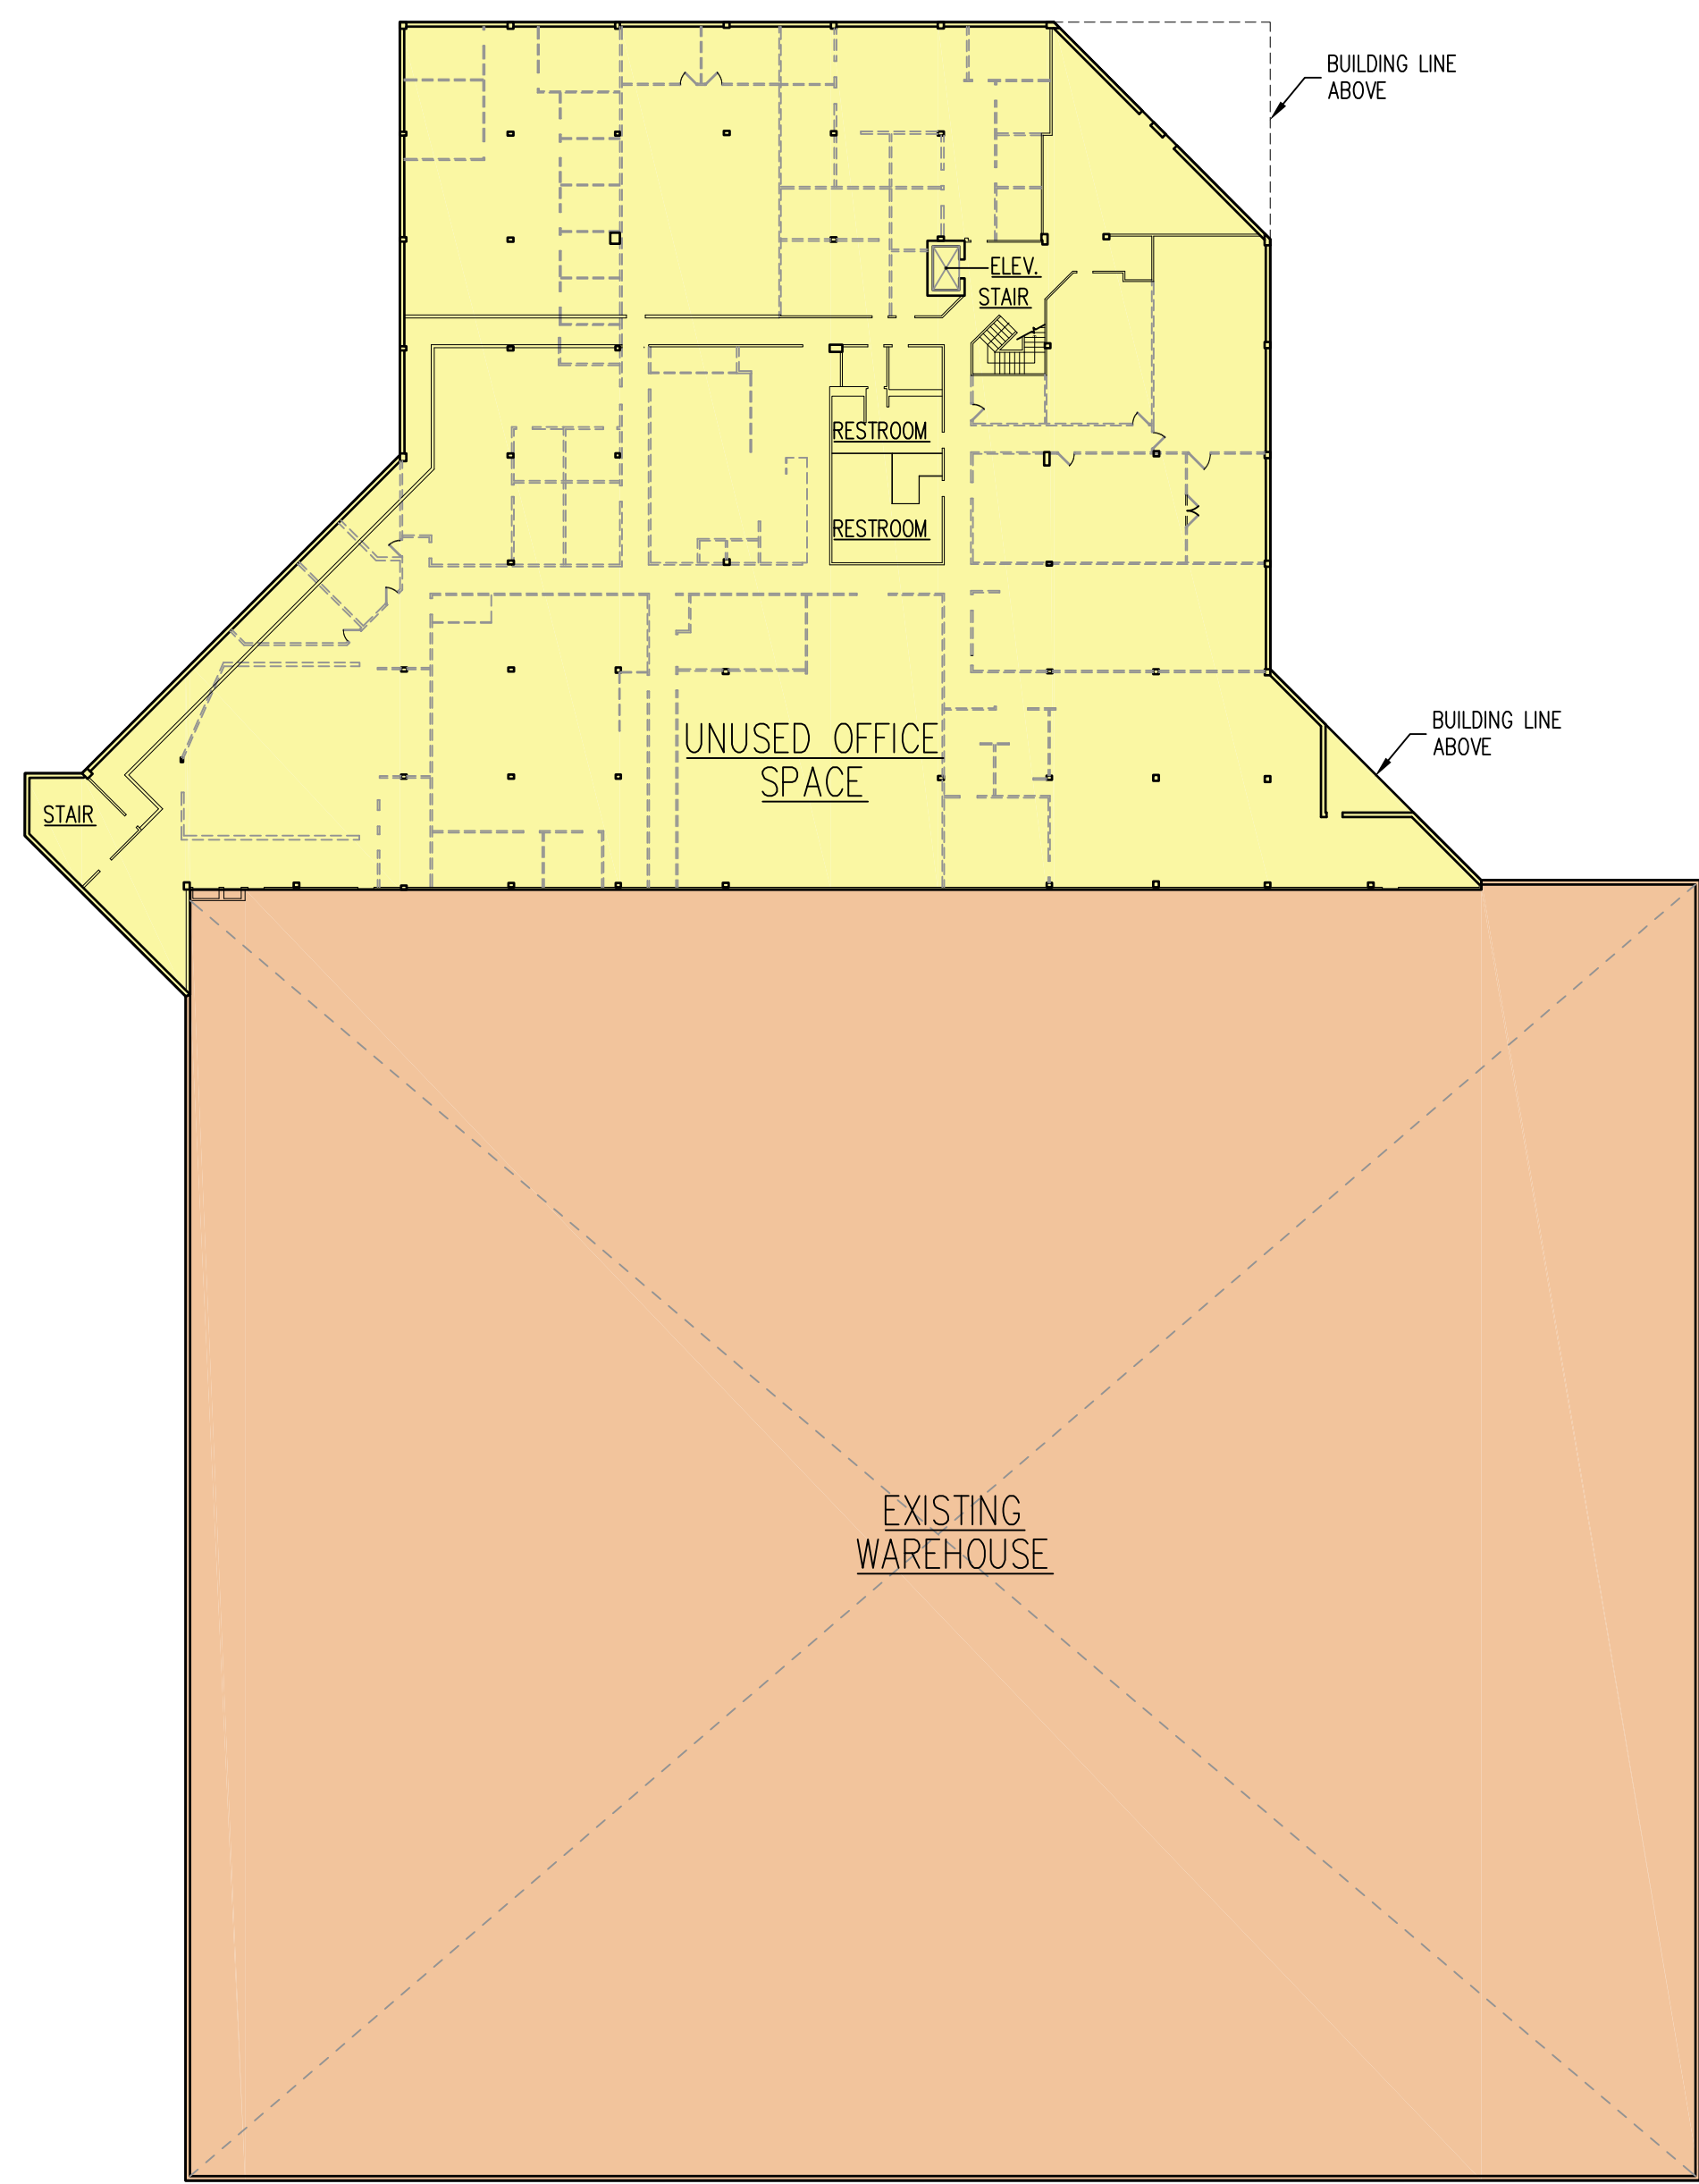 BUILDING LINE
ABOVE
ELEV.
STAIR
RESTROOM
RESTROOM
BUILDING LINE
ABOVE
UNUSED OFFICE
SPACE
STAIR
EXISTING
WAREHOUSE